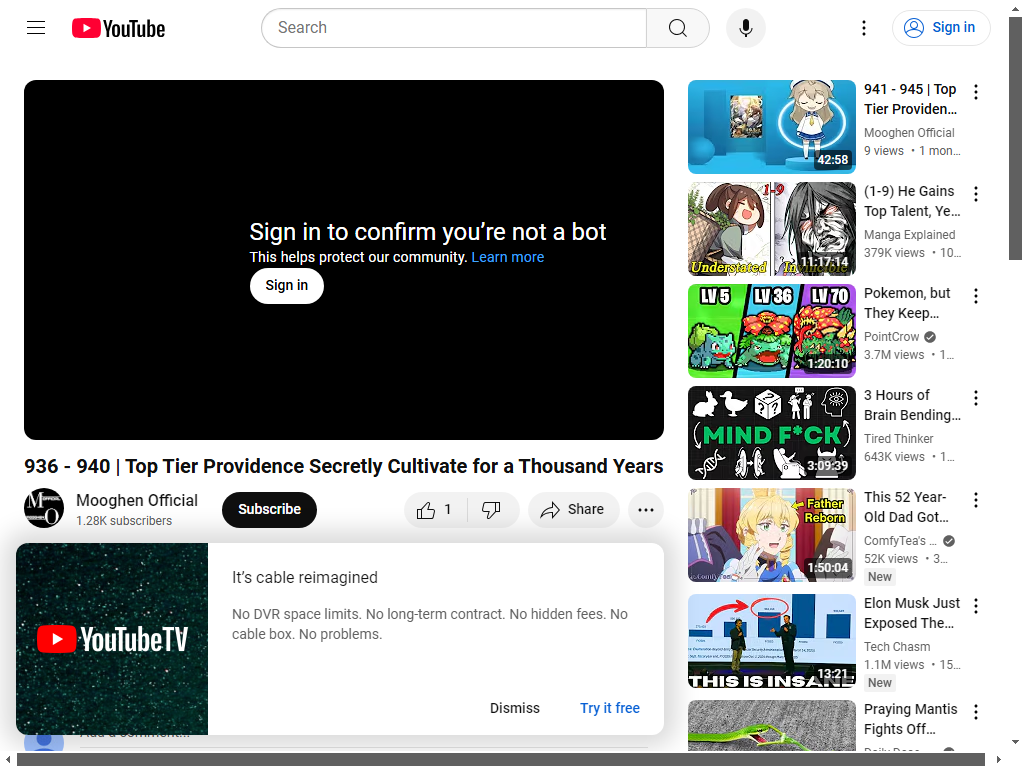 YouTube
Search
Sign in
Sign in to confirm you’re not a bot
This helps protect our community. Learn more
Sign in
936 - 940 | Top Tier Providence Secretly Cultivate for a Thousand Years
Mooghen Official
1.28K subscribers
Subscribe
1
Share
YouTubeTV
It’s cable reimagined
No DVR space limits. No long-term contract. No hidden fees. No
cable box. No problems.
Dismiss
Try it free
42:58
941 - 945 | Top
Tier Providen…
Mooghen Official
9 views • 1 mon…
1-9
Understated
11:17:14
(1-9) He Gains
Top Talent, Ye…
Manga Explained
379K views • 10…
LV 5 LV 36 LV 70
1:20:10
Pokemon, but
They Keep…
PointCrow
3.7M views • 1…
MIND F*CK
3:09:39
3 Hours of
Brain Bending…
Tired Thinker
643K views • 1…
Father
Reborn
1:50:04
This 52 Year-
Old Dad Got…
ComfyTea's …
52K views • 3…
New
THIS IS INSANE
13:21
Elon Musk Just
Exposed The…
Tech Chasm
1.1M views • 15…
New
Praying Mantis
Fights Off…